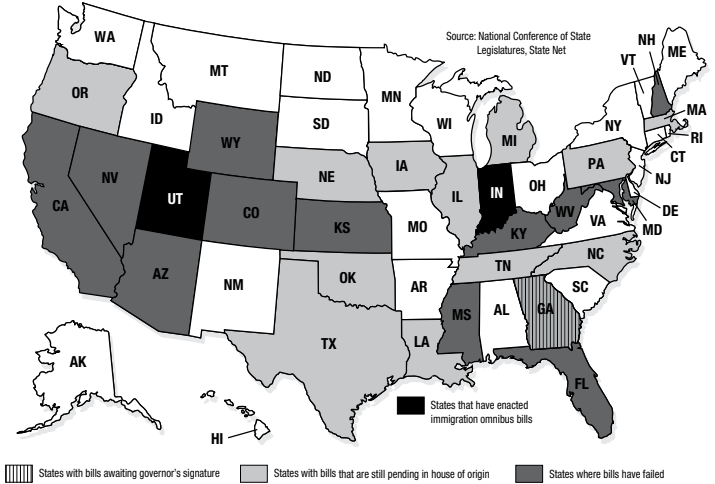 WA
MT
ND
MN
OR
ID
SD
WI
WY
NE
IA
MI
NV
UT
CO
KS
CA
AZ
NM
OK
TX
MO
AR
LA
IL
IN
OH
KY
TN
MS
AL
GA
FL
SC
NC
VA
WV
PA
NY
VT
NH
ME
MA
RI
CT
NJ
DE
MD
AK
HI
Source: National Conference of State
Legislatures, State Net
States that have enacted
immigration omnibus bills
States with bills awaiting governor's signature
States with bills that are still pending in house of origin
States where bills have failed